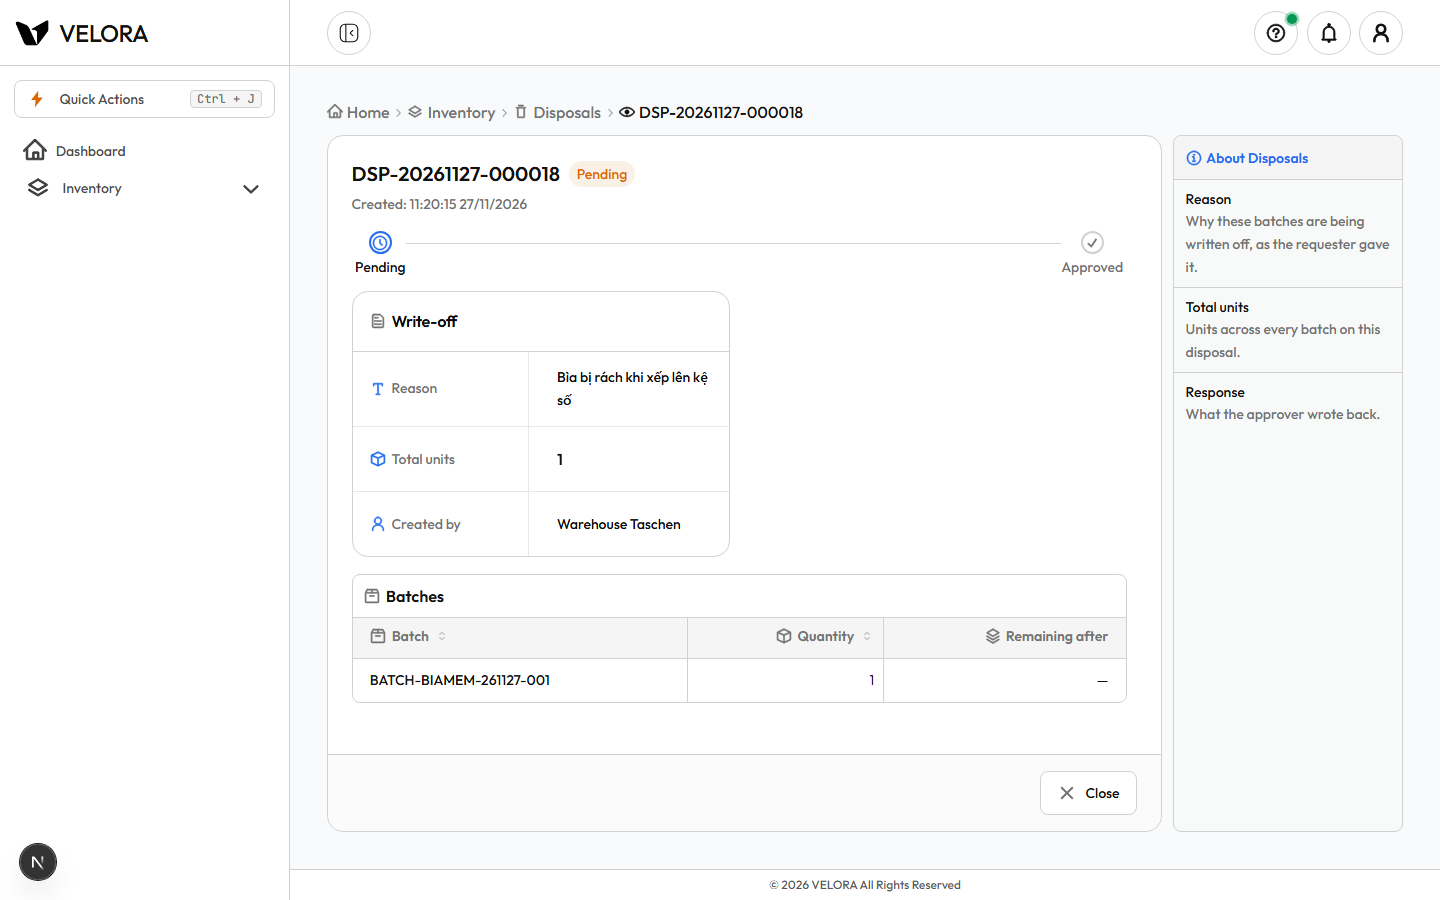 VELORA
Quick Actions
Ctrl + J
Dashboard
Inventory
Home
Inventory
Disposals
DSP-20261127-000018
DSP-20261127-000018
Pending
Created: 11:20:15 27/11/2026
Pending
Approved
Write-off
Reason
Bìa bị rách khi xếp lên kệ
số
Total units
1
Created by
Warehouse Taschen
Batches
Batch
Quantity
Remaining after
BATCH-BIAMEM-261127-001
1
—
Close
About Disposals
Reason
Why these batches are being
written off, as the requester gave
it.
Total units
Units across every batch on this
disposal.
Response
What the approver wrote back.
N
© 2026 VELORA All Rights Reserved